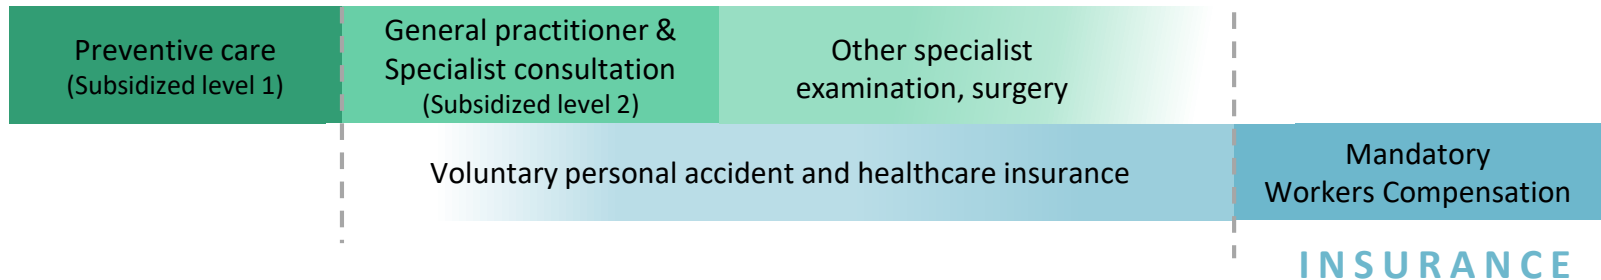 Preventive care
(Subsidized level 1)
General practitioner &
Specialist consultation
(Subsidized level 2)
Other specialist
examination, surgery
Voluntary personal accident and healthcare insurance
Mandatory
Workers Compensation
INSURANCE